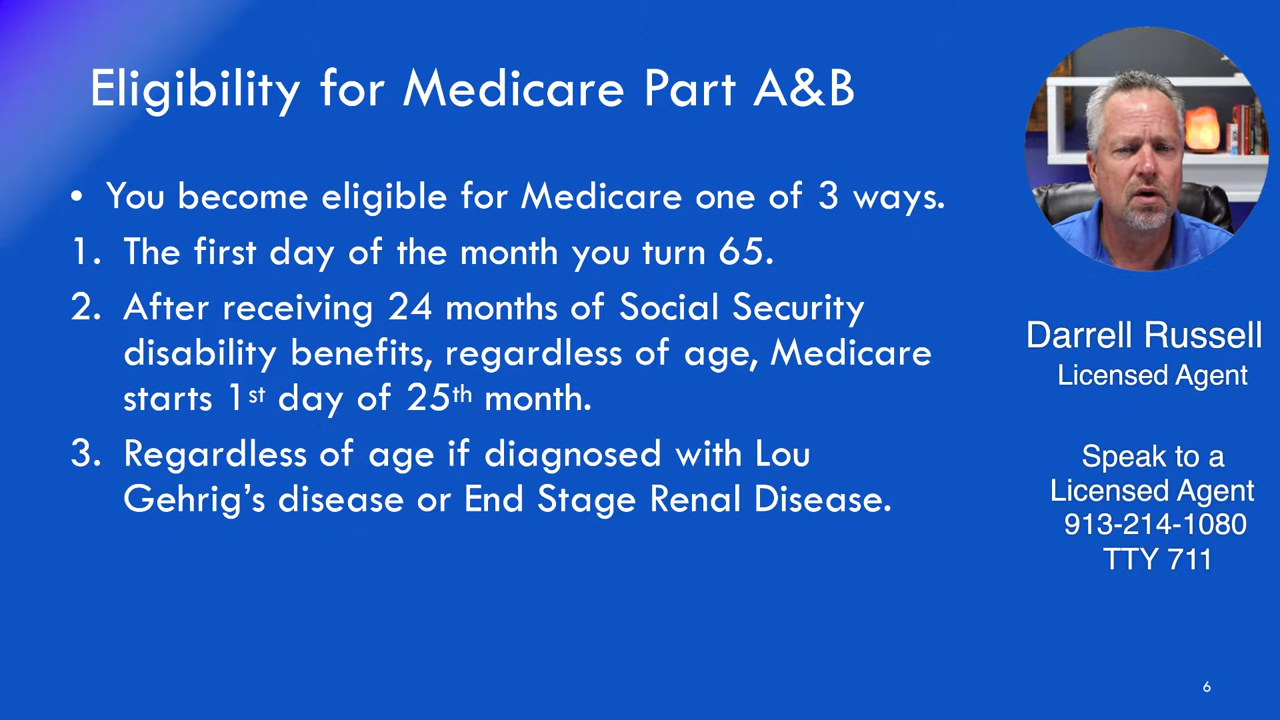 Eligibility for Medicare Part A&B
• You become eligible for Medicare one of 3 ways.
1. The first day of the month you turn 65.
2. After receiving 24 months of Social Security
disability benefits, regardless of age, Medicare
starts 1st day of 25th month.
3. Regardless of age if diagnosed with Lou
Gehrig’s disease or End Stage Renal Disease.
Darrell Russell
Licensed Agent
Speak to a
Licensed Agent
913-214-1080
TTY 711
6